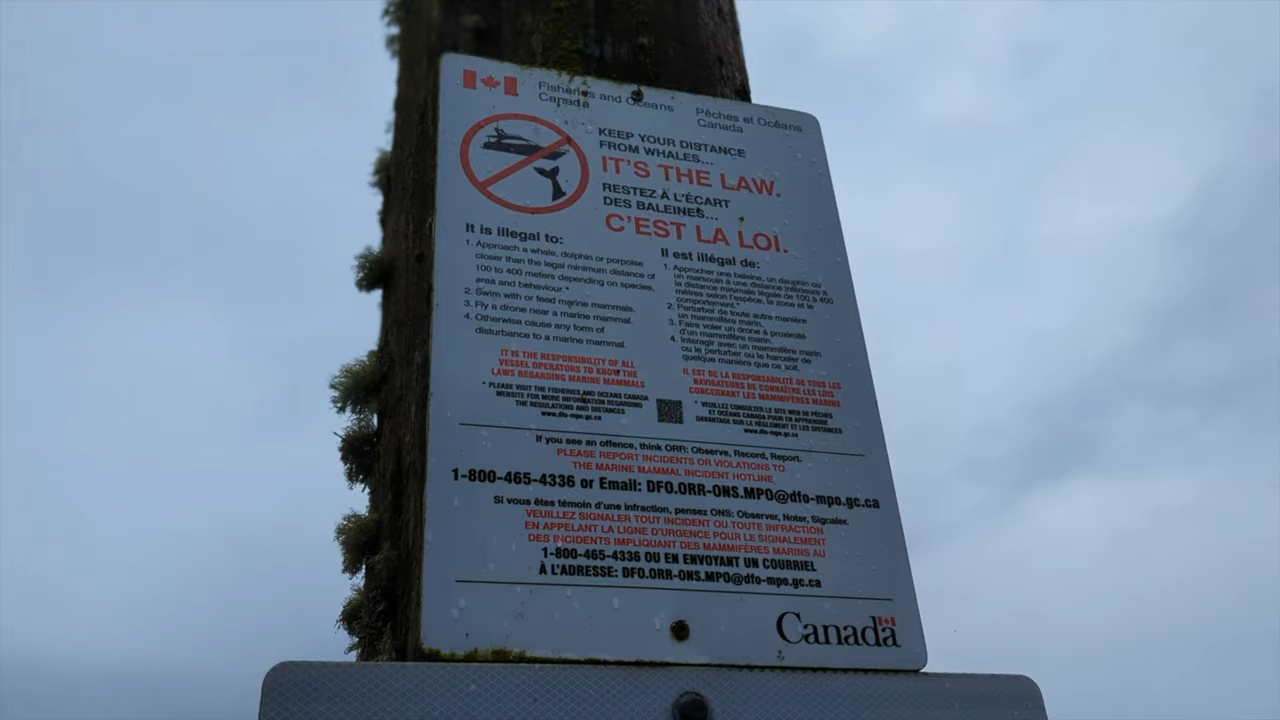 Fisheries and Oceans
Canada
Pêches et Océans
Canada
KEEP YOUR DISTANCE
FROM WHALES...
IT'S THE LAW.
RESTEZ À L'ÉCART
DES BALEINES...
C'EST LA LOI.
It is illegal to:
1. Approach a whale, dolphin or porpoise
closer than the legal minimum distance of
100 to 400 meters depending on species,
area and behaviour.*
2. Swim with or feed marine mammals.
3. Fly a drone near a marine mammal.
4. Otherwise cause any form of
disturbance to a marine mammal.
IT IS THE RESPONSIBILITY OF ALL
VESSEL OPERATORS TO KNOW THE
LAWS REGARDING MARINE MAMMALS
* PLEASE VISIT THE FISHERIES AND OCEANS CANADA
WEBSITE FOR MORE INFORMATION REGARDING
THE REGULATIONS AND DISTANCES
www.dfo-mpo.gc.ca
Il est illégal de:
1. Approcher une baleine, un dauphin ou
un marsouin à une distance inférieure à
la distance minimale légale de 100 à 400
mètres selon l'espèce, la zone et le
comportement.*
2. Perturber de toute autre manière
un mammifère marin.
3. Faire voler un drone à proximité
d'un mammifère marin.
4. Interagir avec un mammifère marin
ou le perturber ou le harceler de
quelque manière que ce soit.
IL EST DE LA RESPONSABILITÉ DE TOUS LES
NAVIGATEURS DE CONNAÎTRE LES LOIS
CONCERNANT LES MAMMIFÈRES MARINS
* VEUILLEZ CONSULTER LE SITE WEB DE PÊCHES
ET OCÉANS CANADA POUR EN APPRENDRE
DAVANTAGE SUR LE RÈGLEMENT ET LES DISTANCES
www.dfo-mpo.gc.ca
If you see an offence, think ORR: Observe, Record, Report.
PLEASE REPORT INCIDENTS OR VIOLATIONS TO
THE MARINE MAMMAL INCIDENT HOTLINE
1-800-465-4336 or Email: DFO.ORR-ONS.MPO@dfo-mpo.gc.ca
Si vous êtes témoin d'une infraction, pensez ONS: Observer, Noter, Signaler.
VEUILLEZ SIGNALER TOUT INCIDENT OU TOUTE INFRACTION
EN APPELANT LA LIGNE D'URGENCE POUR LE SIGNALEMENT
DES INCIDENTS IMPLIQUANT DES MAMMIFÈRES MARINS AU
1-800-465-4336 OU EN ENVOYANT UN COURRIEL
À L'ADRESSE: DFO.ORR-ONS.MPO@dfo-mpo.gc.ca
Canada